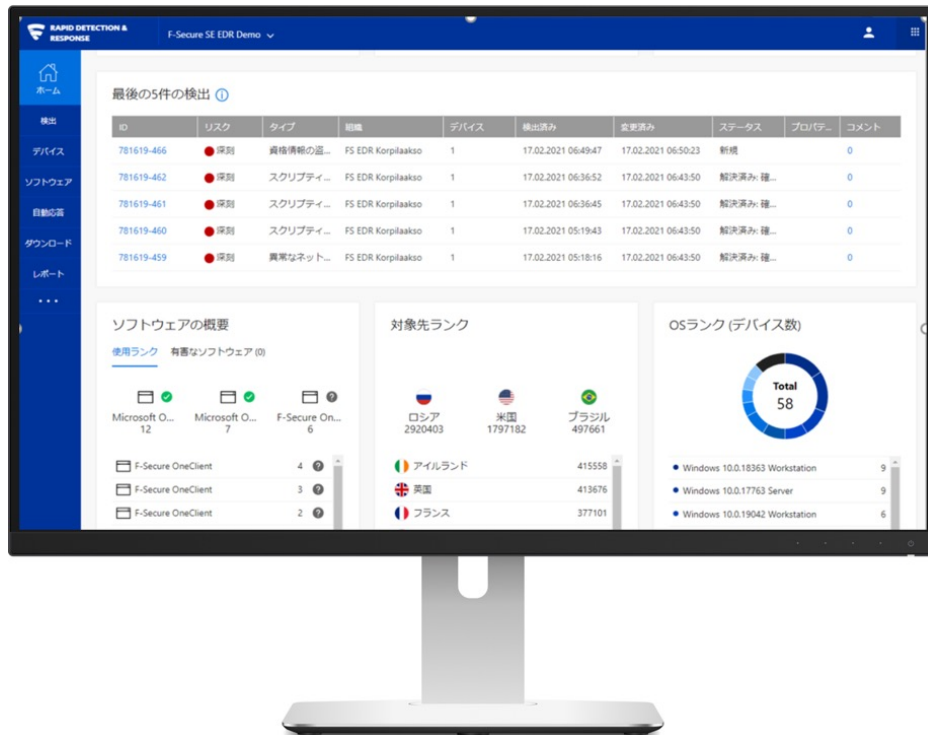 RAPID DETECTION &
RESPONSE
F-Secure SE EDR Demo
ホーム
検出
デバイス
ソフトウェア
自動応答
ダウンロード
レポート
最後の5件の検出
ID リスク タイプ 組織 デバイス 検出済み 変更済み ステータス プロパテ... コメント
781619-466 深刻 資格情報の盗... FS EDR Korpilaakso 1 17.02.2021 06:49:47 17.02.2021 06:50:23 新規 0
781619-462 深刻 スクリプティ... FS EDR Korpilaakso 1 17.02.2021 06:36:52 17.02.2021 06:43:50 解決済み: 確... 0
781619-461 深刻 スクリプティ... FS EDR Korpilaakso 1 17.02.2021 06:36:45 17.02.2021 06:43:50 解決済み: 確... 0
781619-460 深刻 スクリプティ... FS EDR Korpilaakso 1 17.02.2021 05:19:43 17.02.2021 06:43:50 解決済み: 確... 0
781619-459 深刻 異常なネット... FS EDR Korpilaakso 1 17.02.2021 05:18:16 17.02.2021 06:43:50 解決済み: 確... 0
ソフトウェアの概要
使用ランク 有害なソフトウェア (0)
Microsoft O... Microsoft O... F-Secure On...
12 7 6
F-Secure OneClient 4
F-Secure OneClient 3
F-Secure OneClient 2
対象先ランク
ロシア 米国 ブラジル
2920403 1797182 497661
アイルランド 415558
英国 413676
フランス 377101
OSランク (デバイス数)
Total
58
Windows 10.0.18363 Workstation 9
Windows 10.0.17763 Server 9
Windows 10.0.19042 Workstation 6